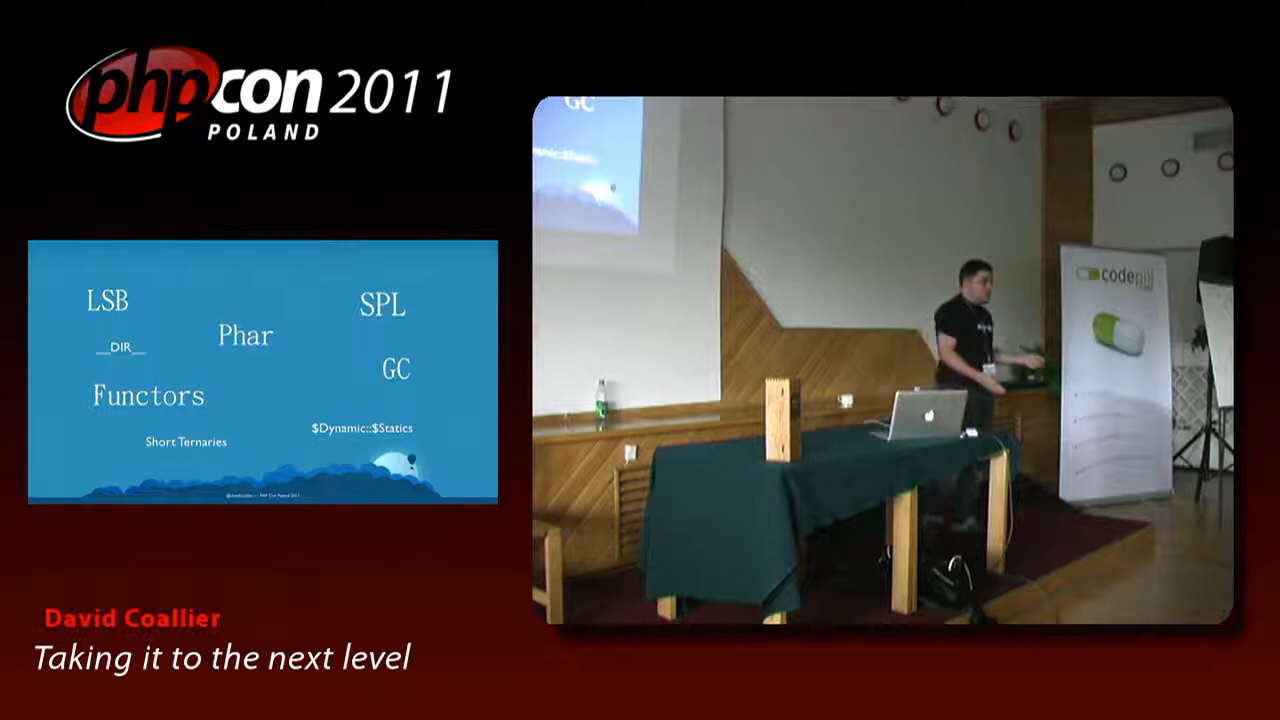 phpcon 2011
POLAND
LSB
SPL
Phar
__DIR__
GC
Functors
$Dynamic::$Statics
Short Ternaries
David Coallier
Taking it to the next level
GC
codepill